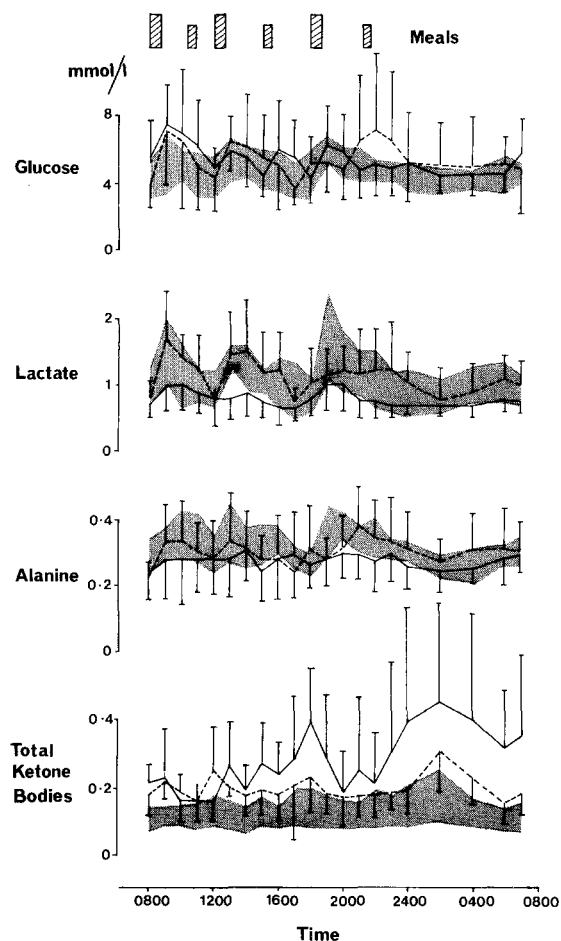 Meals
mmol/l
8
Glucose
4
0
2
Lactate
1
0
0·4
Alanine
0·2
0
0·4
Total
Ketone
Bodies
0·2
0
0800 1200 1600 2000 2400 0400 0800
Time